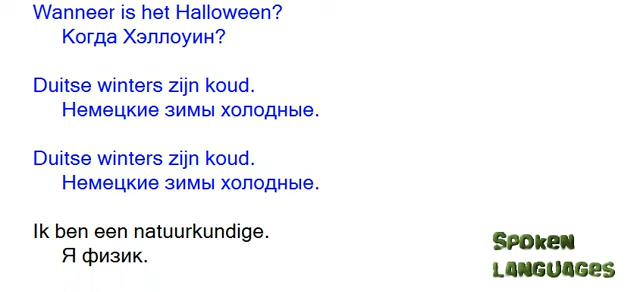 Wanneer is het Halloween?
Когда Хэллоуин?
Duitse winters zijn koud.
Немецкие зимы холодные.
Duitse winters zijn koud.
Немецкие зимы холодные.
Ik ben een natuurkundige.
Я физик.
Spoken
Languages